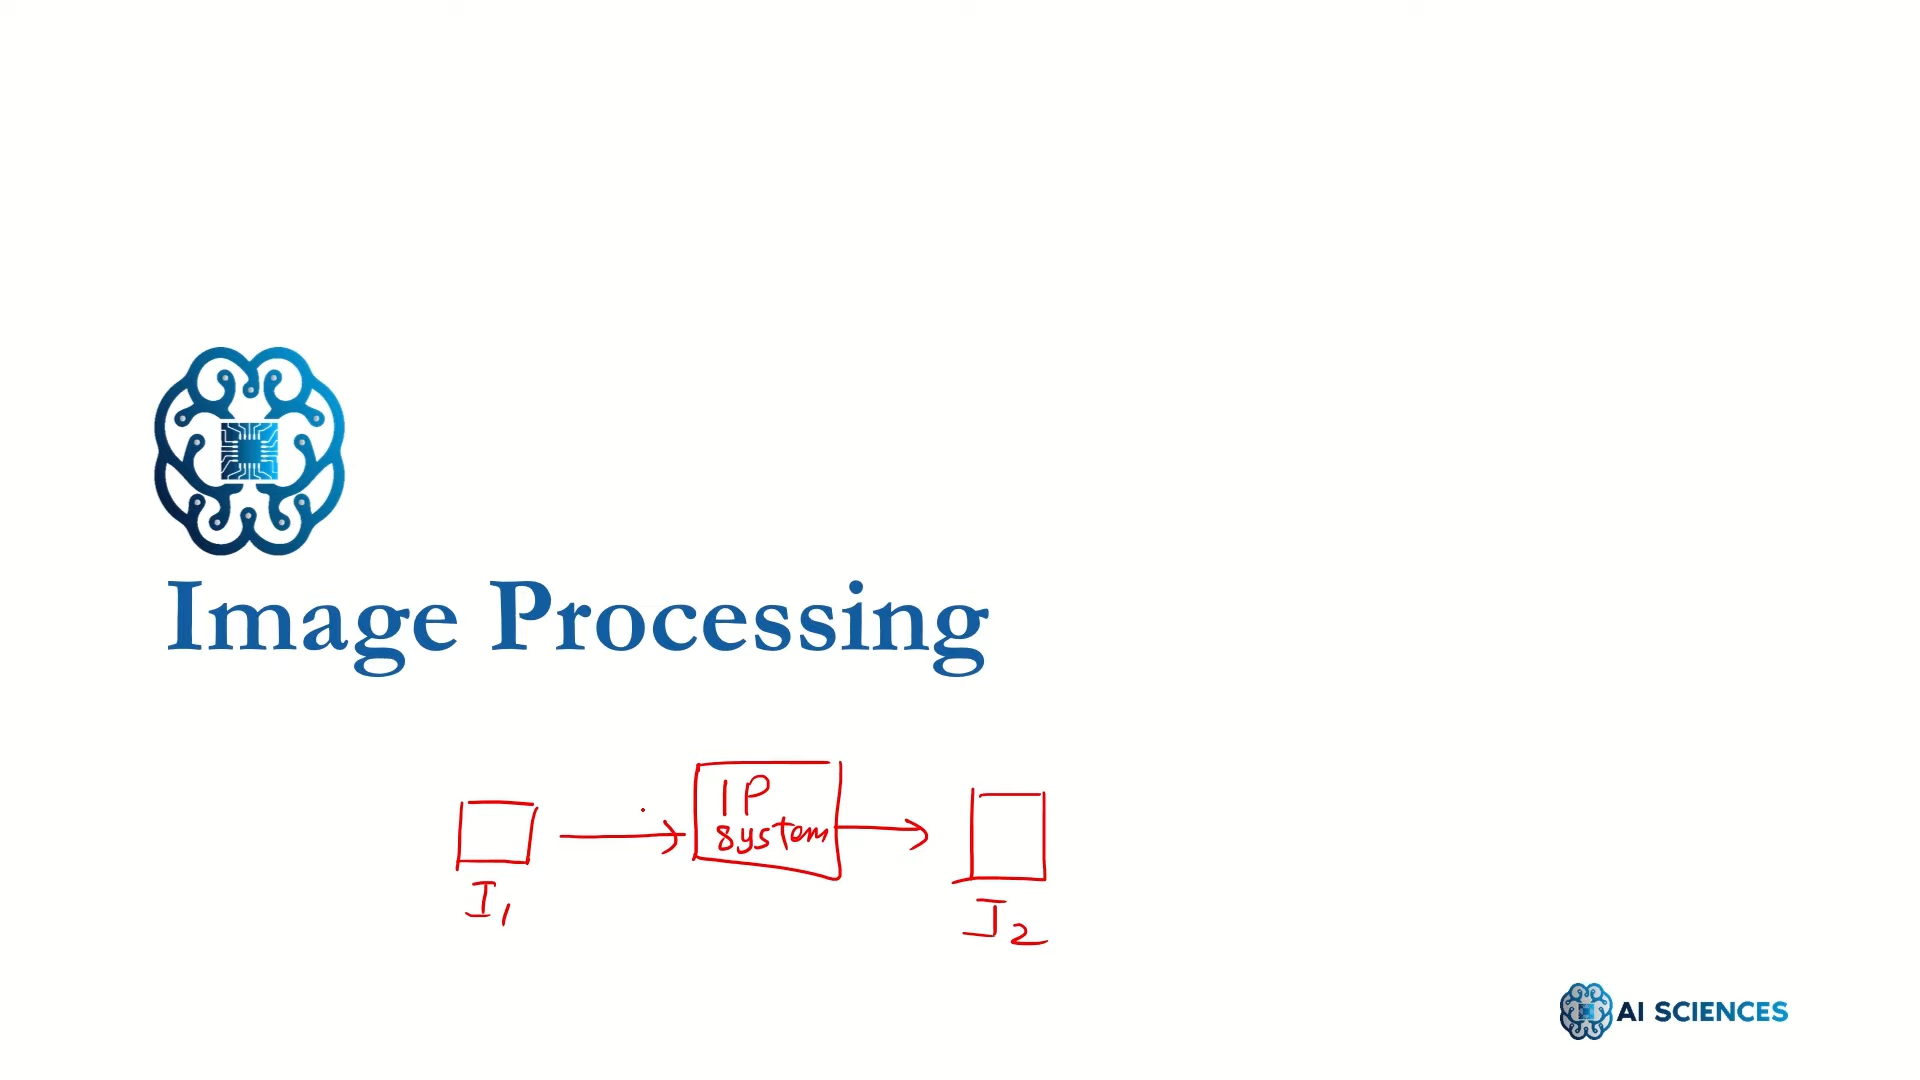 Image Processing
IP
system
I1
I2
AI SCIENCES